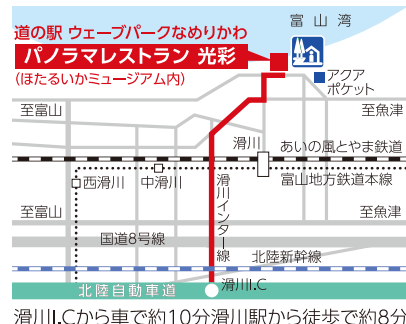 富山湾
道の駅 ウェーブパークなめりかわ
パノラマレストラン 光彩
(ほたるいかミュージアム内)
アクア
ポケット
至富山
至魚津
滑川
あいの風とやま鉄道
西滑川
中滑川
富山地方鉄道本線
滑川インター線
至富山
至魚津
国道8号線
北陸新幹線
北陸自動車道
滑川I.C
滑川I.Cから車で約10分滑川駅から徒歩で約8分